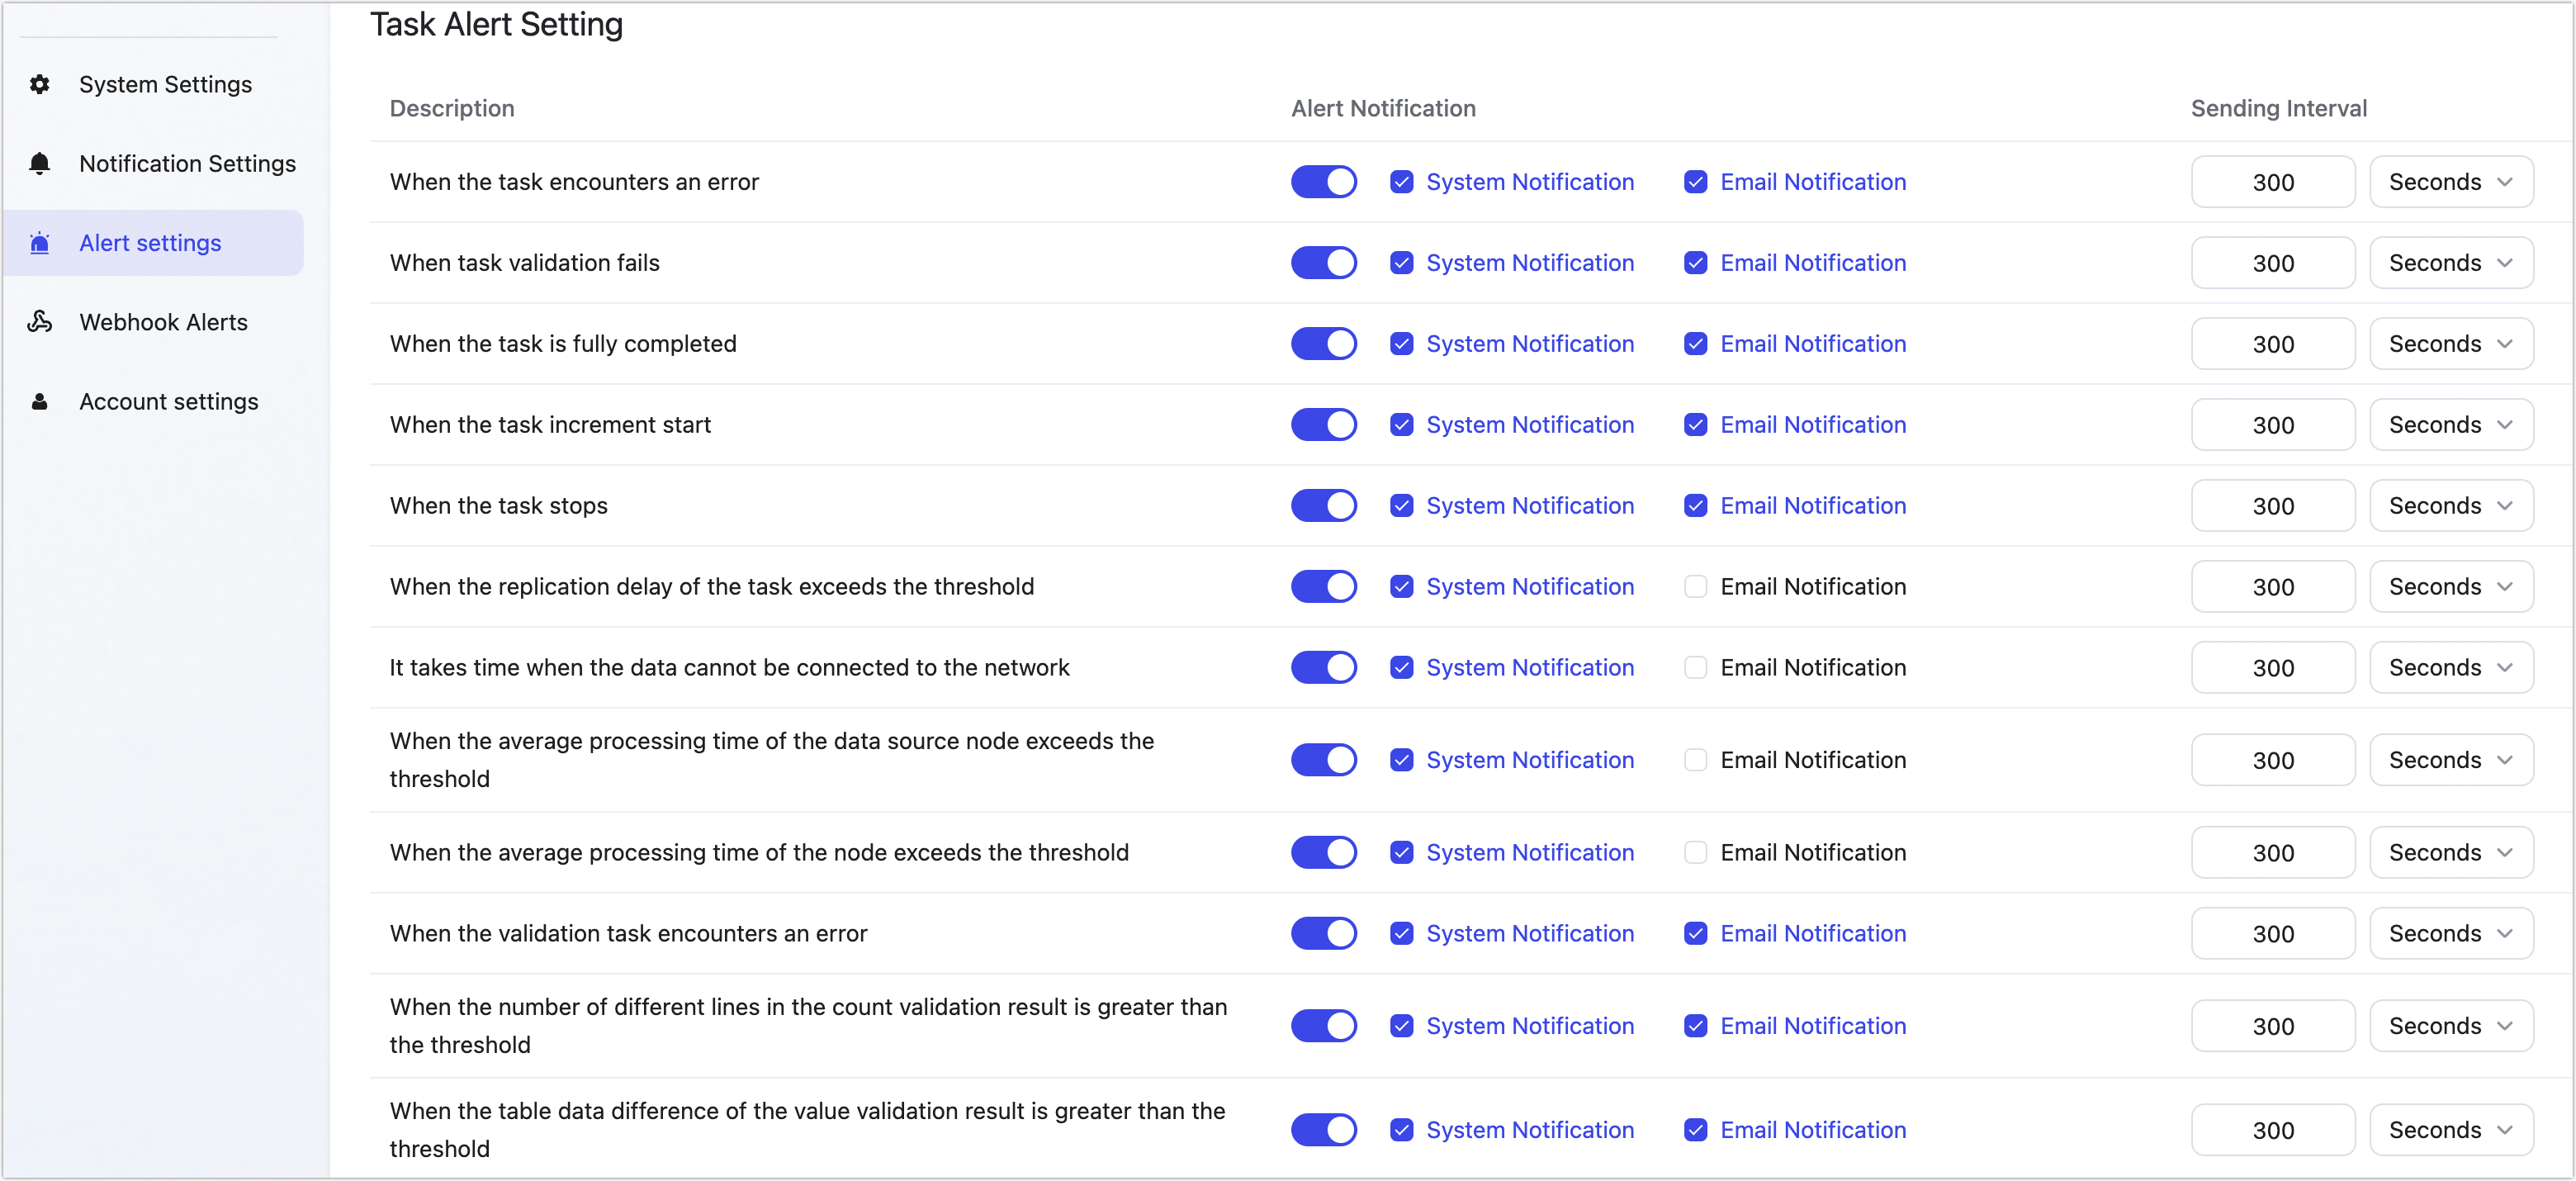 Task Alert Setting
System Settings
Notification Settings
Alert settings
Webhook Alerts
Account settings
Description Alert Notification Sending Interval
When the task encounters an error System Notification Email Notification 300 Seconds
When task validation fails System Notification Email Notification 300 Seconds
When the task is fully completed System Notification Email Notification 300 Seconds
When the task increment start System Notification Email Notification 300 Seconds
When the task stops System Notification Email Notification 300 Seconds
When the replication delay of the task exceeds the threshold System Notification Email Notification 300 Seconds
It takes time when the data cannot be connected to the network System Notification Email Notification 300 Seconds
When the average processing time of the data source node exceeds the
threshold
System Notification Email Notification 300 Seconds
When the average processing time of the node exceeds the threshold System Notification Email Notification 300 Seconds
When the validation task encounters an error System Notification Email Notification 300 Seconds
When the number of different lines in the count validation result is greater than
the threshold
System Notification Email Notification 300 Seconds
When the table data difference of the value validation result is greater than the
threshold
System Notification Email Notification 300 Seconds